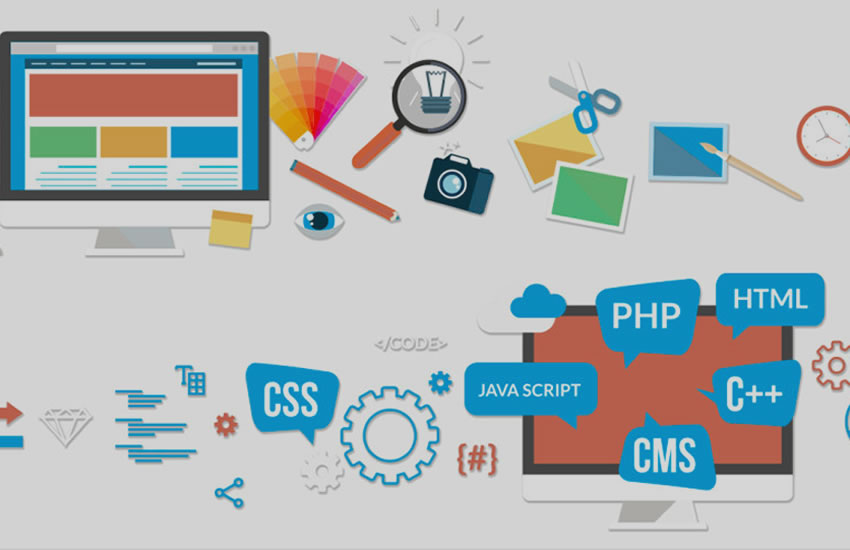 PHP
HTML
</CODE>
JAVA SCRIPT
CSS
C++
{#}
CMS